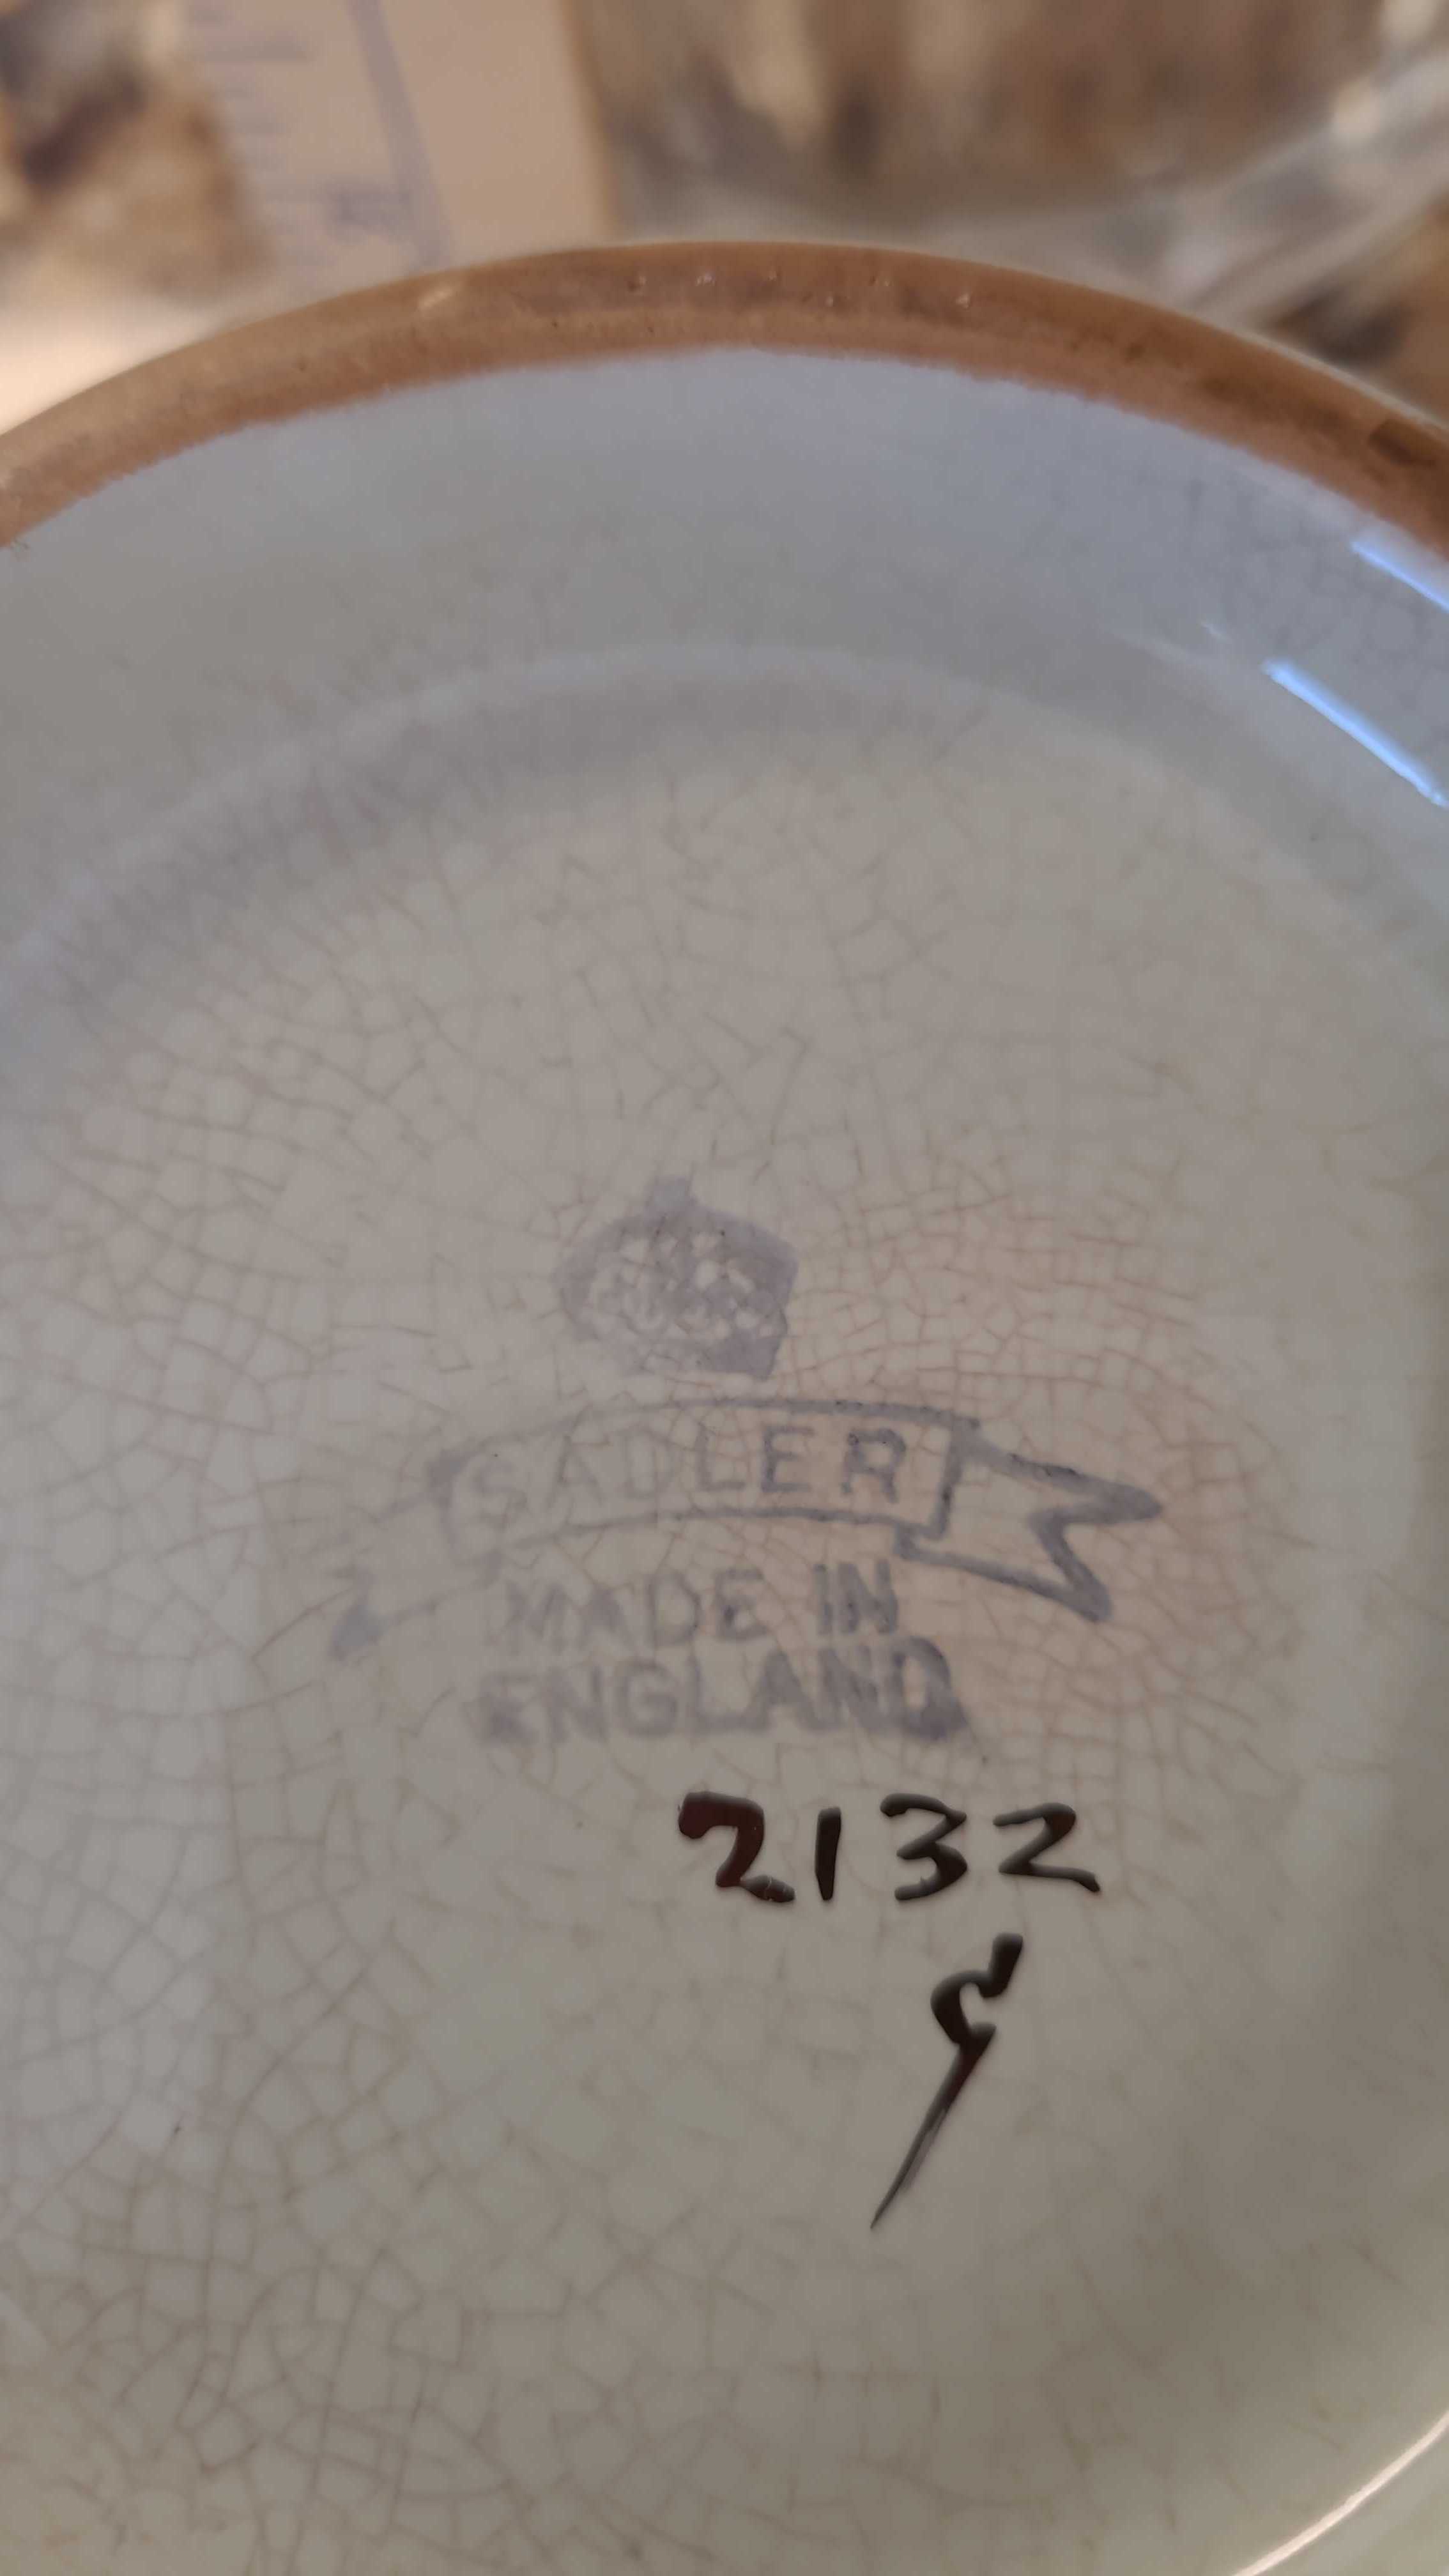 SADLER
MADE IN
ENGLAND
2132